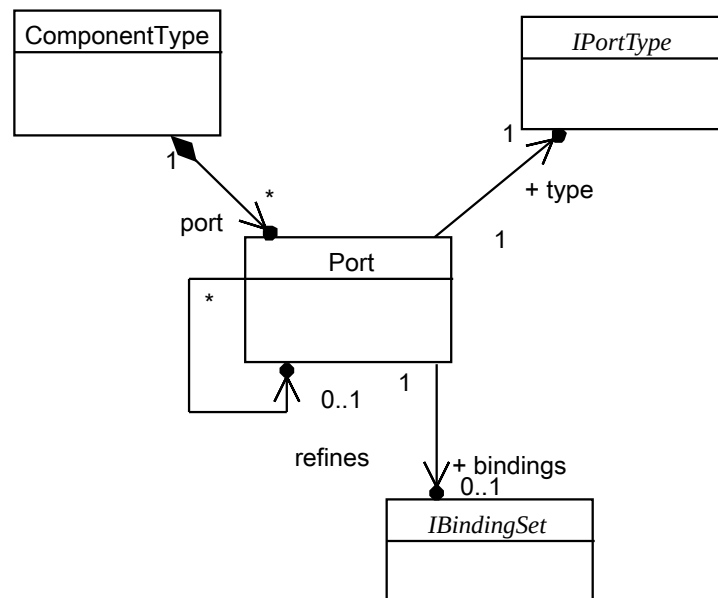 ComponentType
IPortType
1
1
*
+ type
port
1
Port
*
1
0..1
refines
+ bindings
0..1
IBindingSet